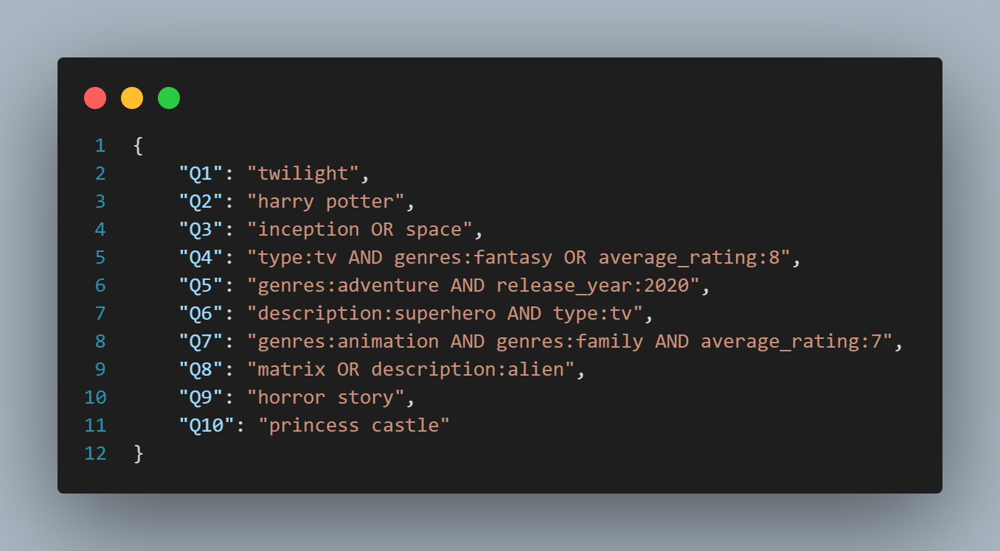 1 {
2     "Q1": "twilight",
3     "Q2": "harry potter",
4     "Q3": "inception OR space",
5     "Q4": "type:tv AND genres:fantasy OR average_rating:8",
6     "Q5": "genres:adventure AND release_year:2020",
7     "Q6": "description:superhero AND type:tv",
8     "Q7": "genres:animation AND genres:family AND average_rating:7",
9     "Q8": "matrix OR description:alien",
10     "Q9": "horror story",
11     "Q10": "princess castle"
12 }